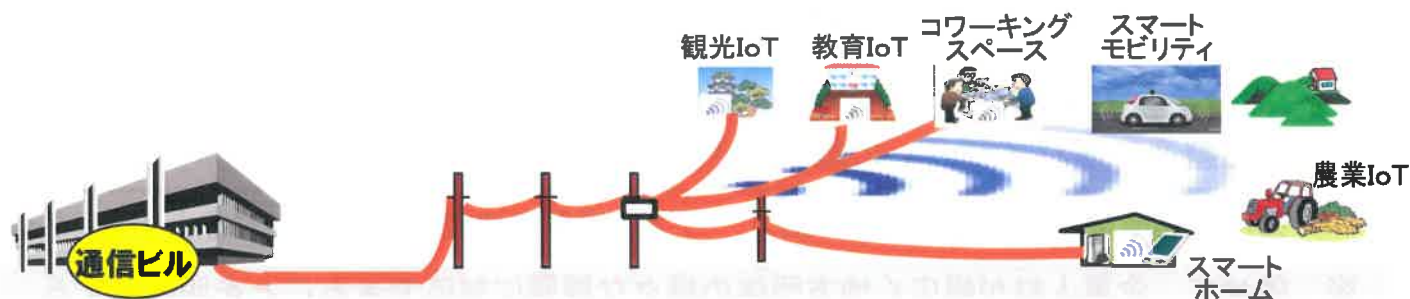 観光IoT
教育IoT
コワーキング
スペース
スマート
モビリティ
農業IoT
通信ビル
スマート
ホーム